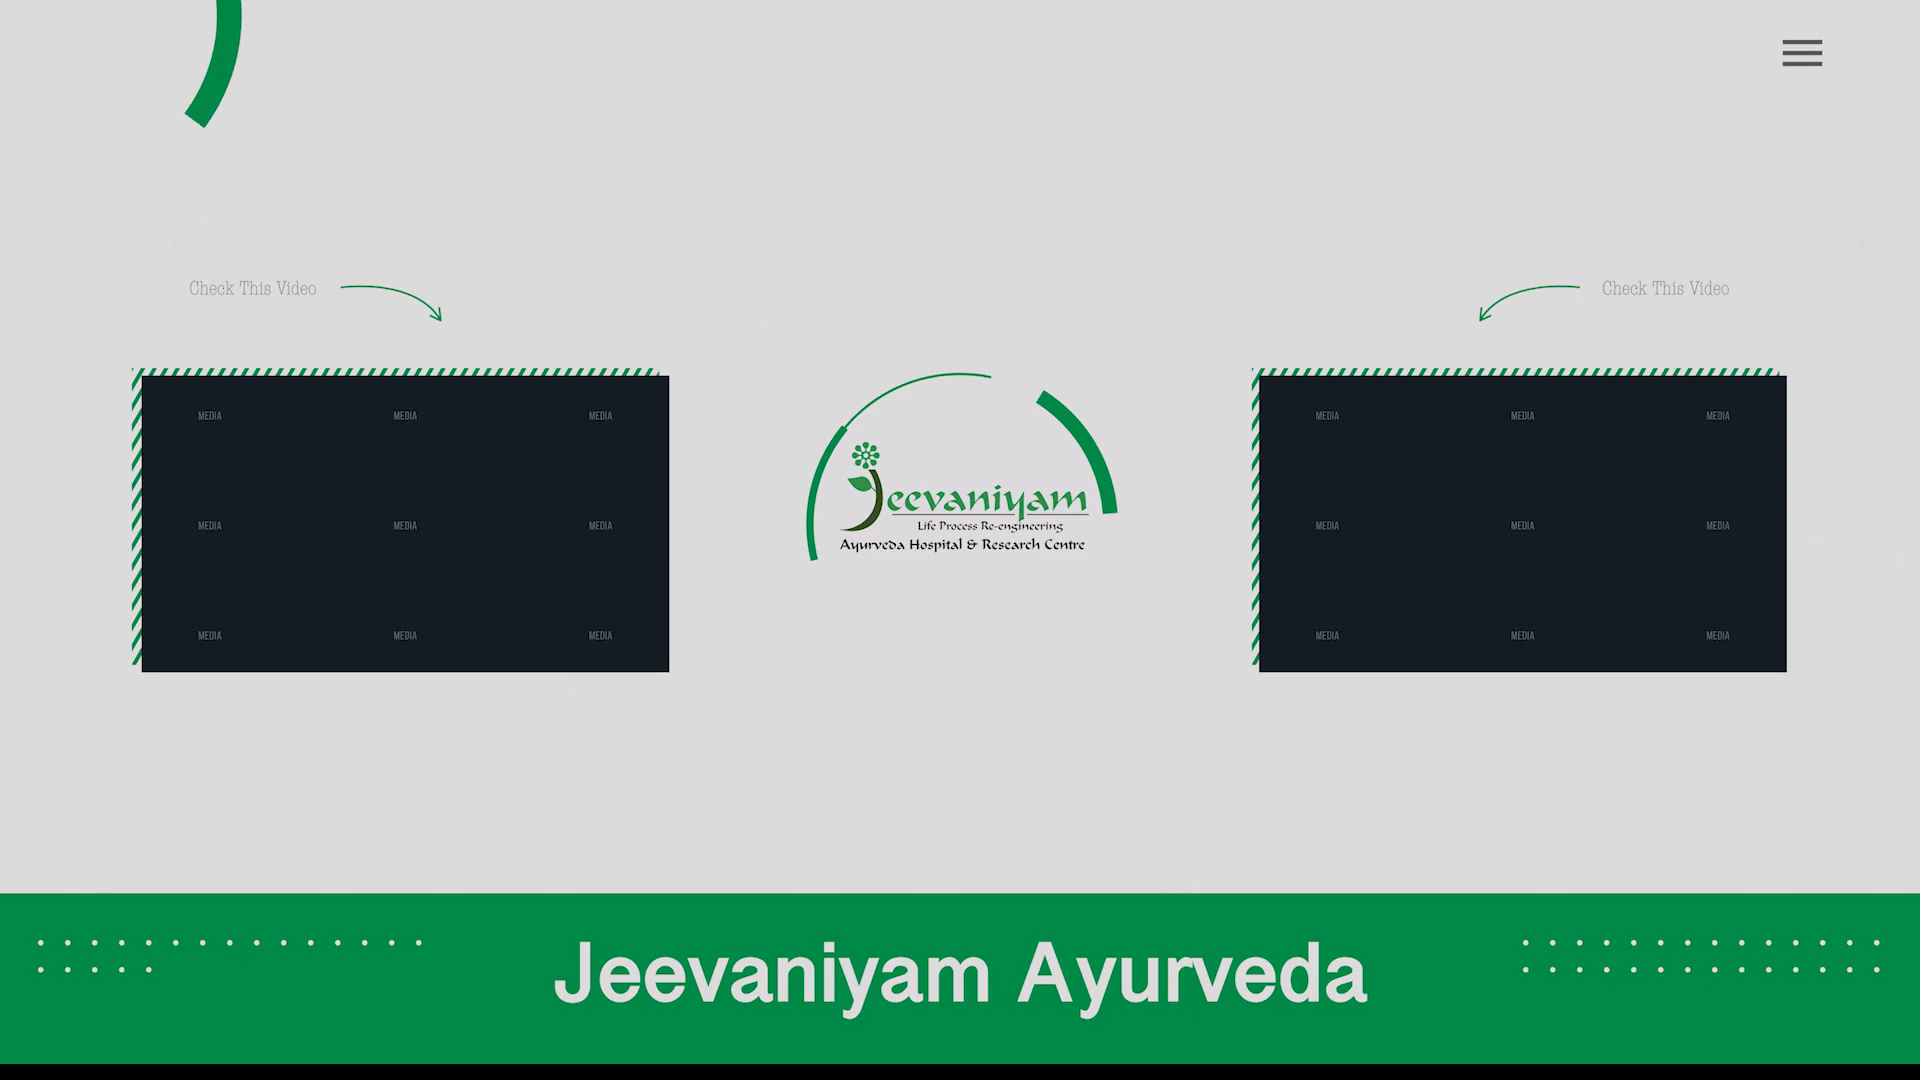 Check This Video
Check This Video
MEDIA MEDIA MEDIA
MEDIA MEDIA MEDIA
MEDIA MEDIA MEDIA
Jeevaniyam
Life Process Re-engineering
Ayurveda Hospital & Research Centre
MEDIA MEDIA MEDIA
MEDIA MEDIA MEDIA
MEDIA MEDIA MEDIA
Jeevaniyam Ayurveda